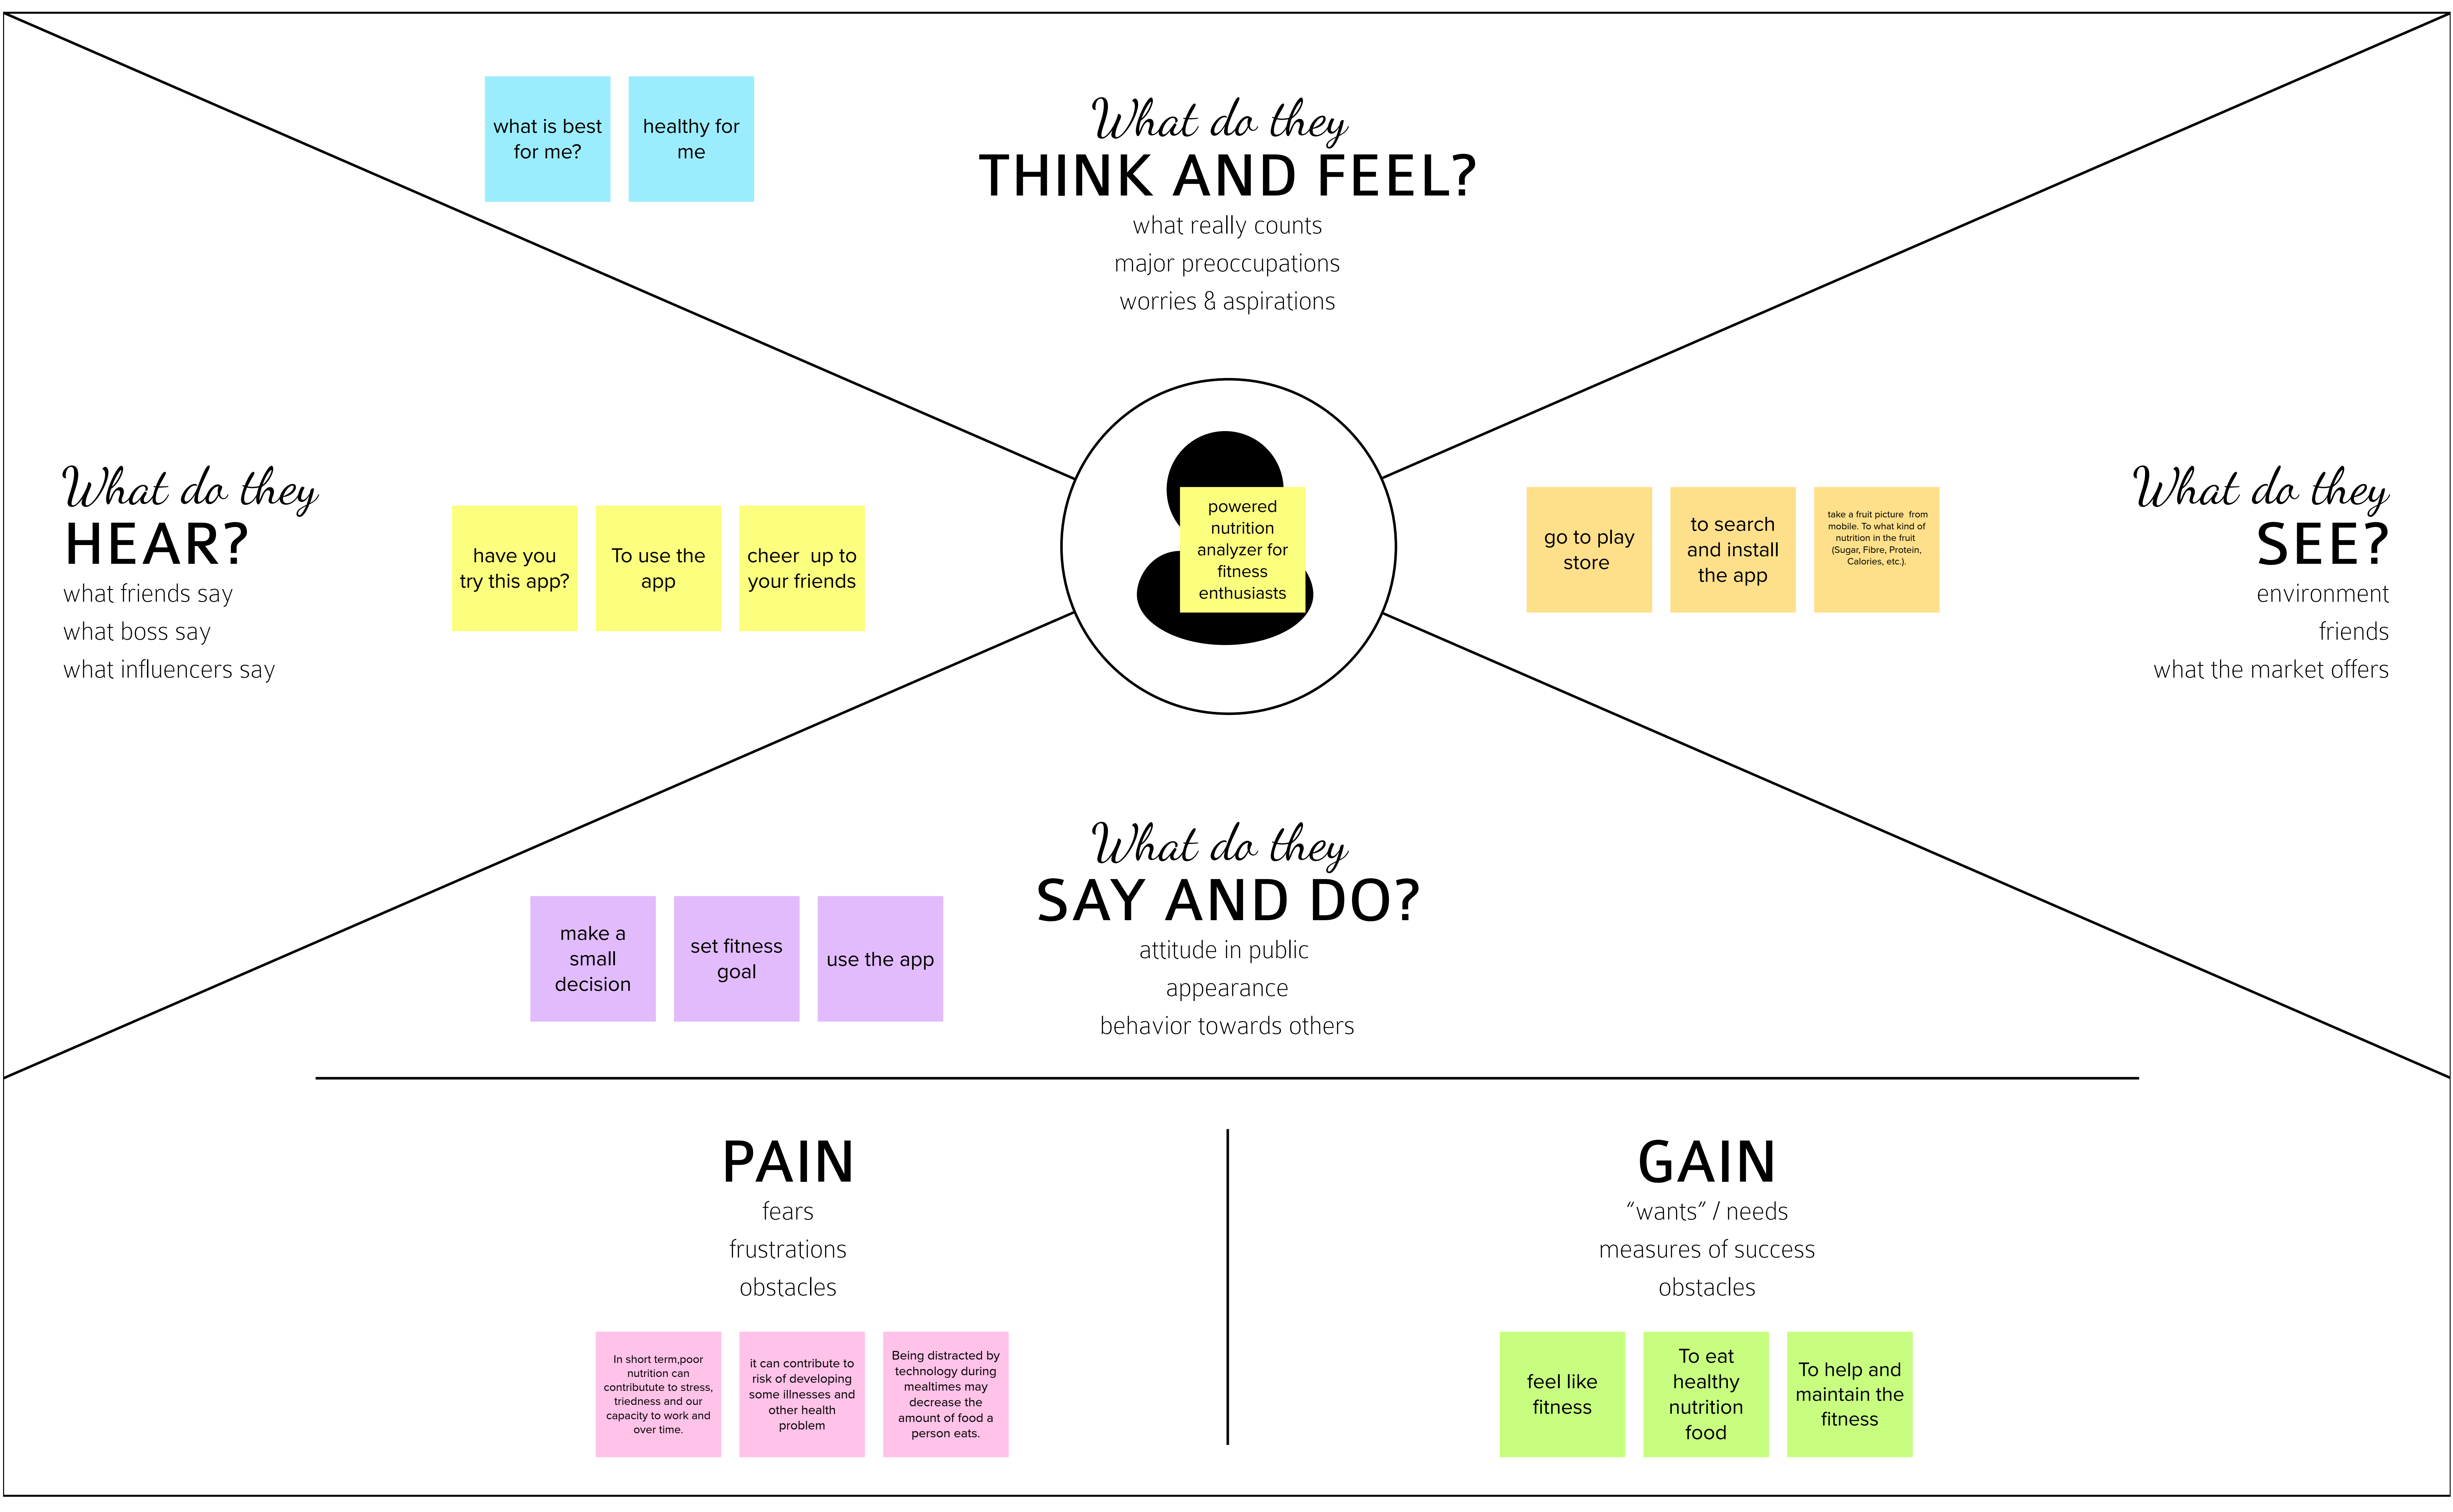 what is best
for me?
healthy for
me
What do they
THINK AND FEEL?
what really counts
major preoccupations
worries & aspirations
What do they
HEAR?
what friends say
what boss say
what influencers say
have you
try this app?
To use the
app
cheer  up to
your friends
powered
nutrition
analyzer for
fitness
enthusiasts
go to play
store
to search
and install
the app
take a fruit picture  from
mobile. To what kind of
nutrition in the fruit
(Sugar, Fibre, Protein,
Calories, etc.).
What do they
SEE?
environment
friends
what the market offers
What do they
SAY AND DO?
attitude in public
appearance
behavior towards others
make a
small
decision
set fitness
goal
use the app
PAIN
fears
frustrations
obstacles
In short term,poor
nutrition can
contributute to stress,
triedness and our
capacity to work and
over time.
it can contribute to
risk of developing
some illnesses and
other health
problem
Being distracted by
technology during
mealtimes may
decrease the
amount of food a
person eats.
GAIN
“wants” / needs
measures of success
obstacles
feel like
fitness
To eat
healthy
nutrition
food
To help and
maintain the
fitness